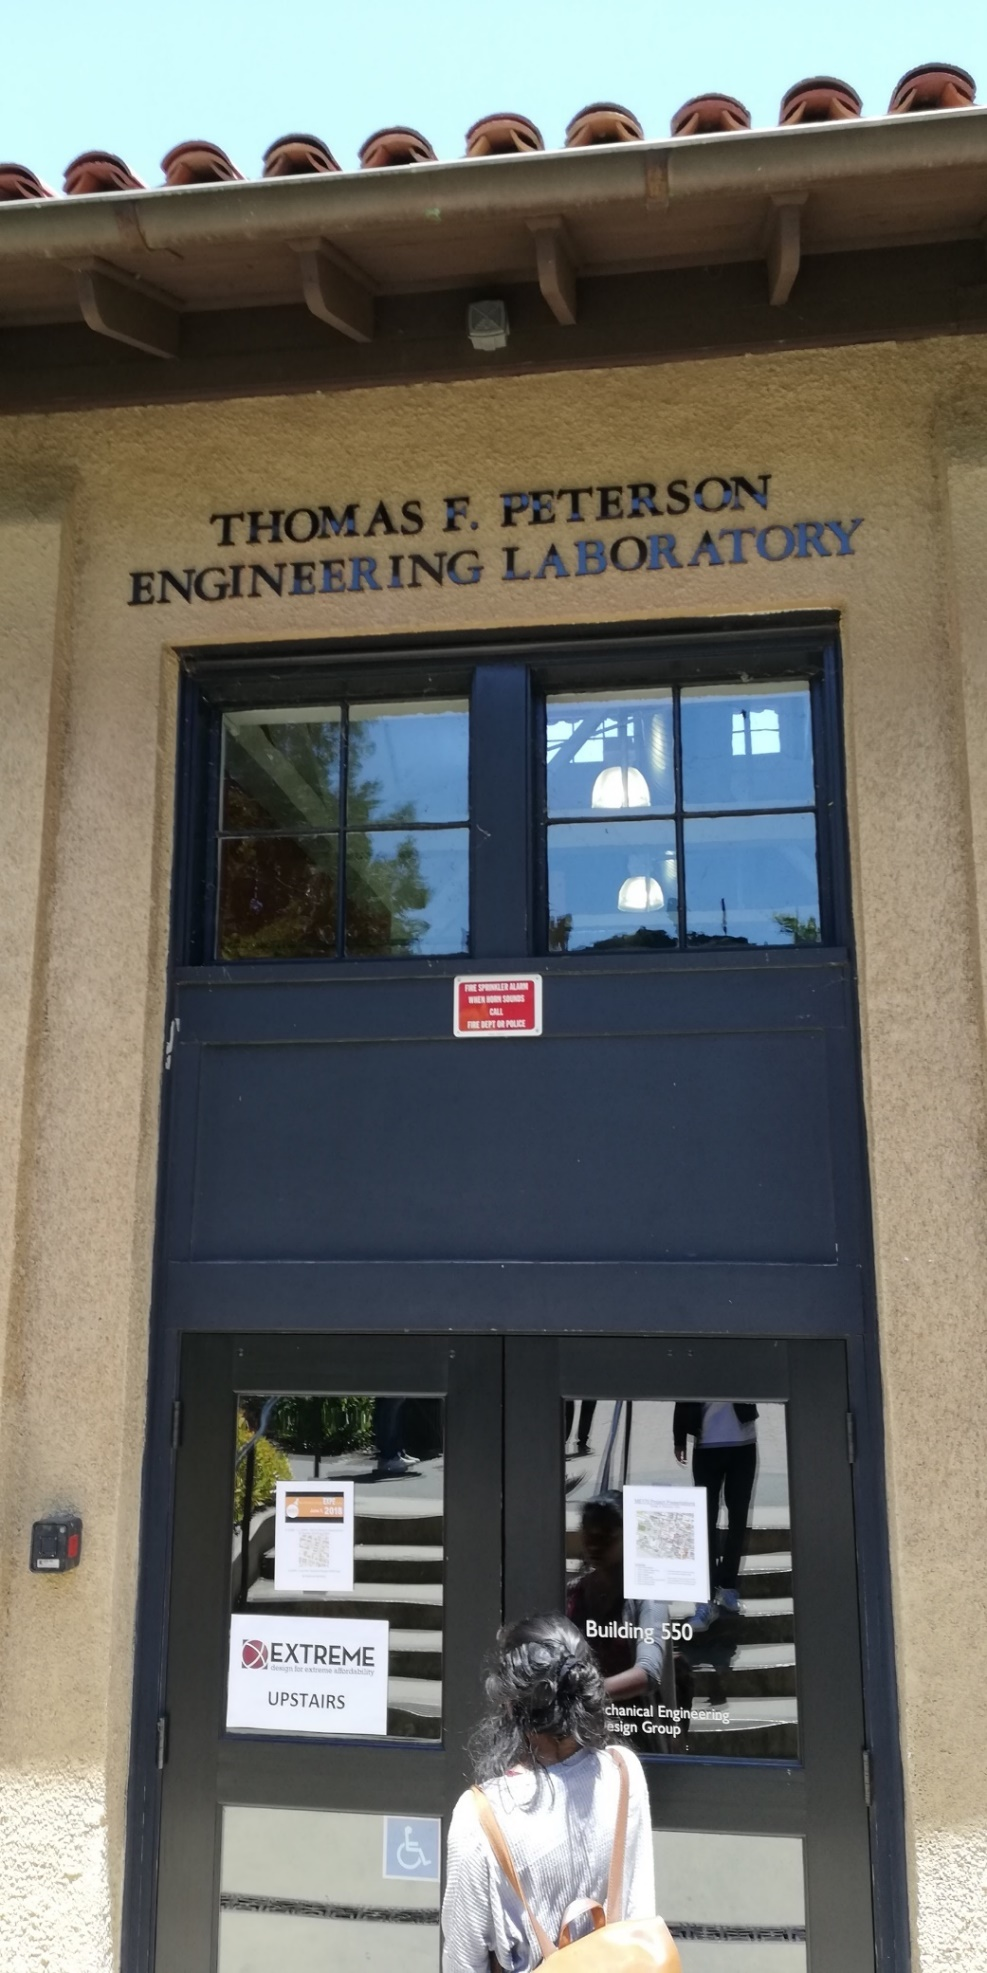 THOMAS F. PETERSON
ENGINEERING LABORATORY
FIRE SPRINKLER ALARM
WHEN HORN SOUNDS
CALL
FIRE DEPT OR POLICE
2019
EXTREME
design for extreme affordability
UPSTAIRS
Building 550
chanical Engineering
esign Group